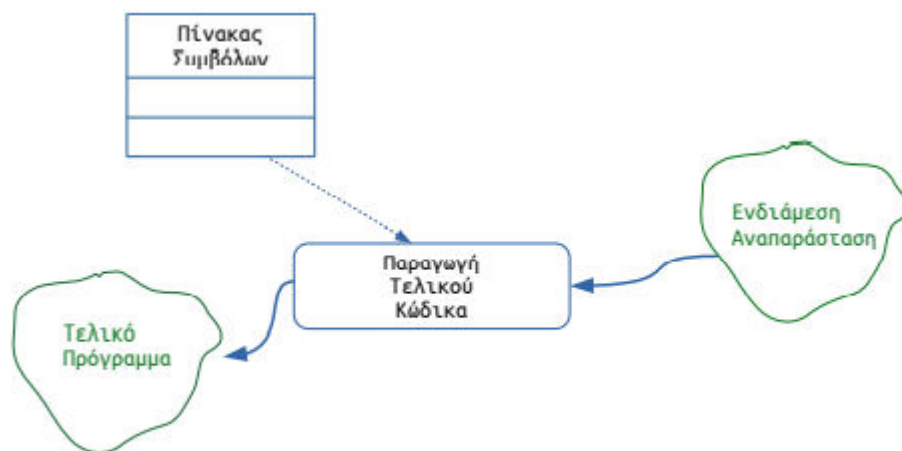 Πίνακας
Συμβόλων
Ενδιάμεση
Αναπαράσταση
Παραγωγή
Τελικού
Κώδικα
Τελικό
Πρόγραμμα